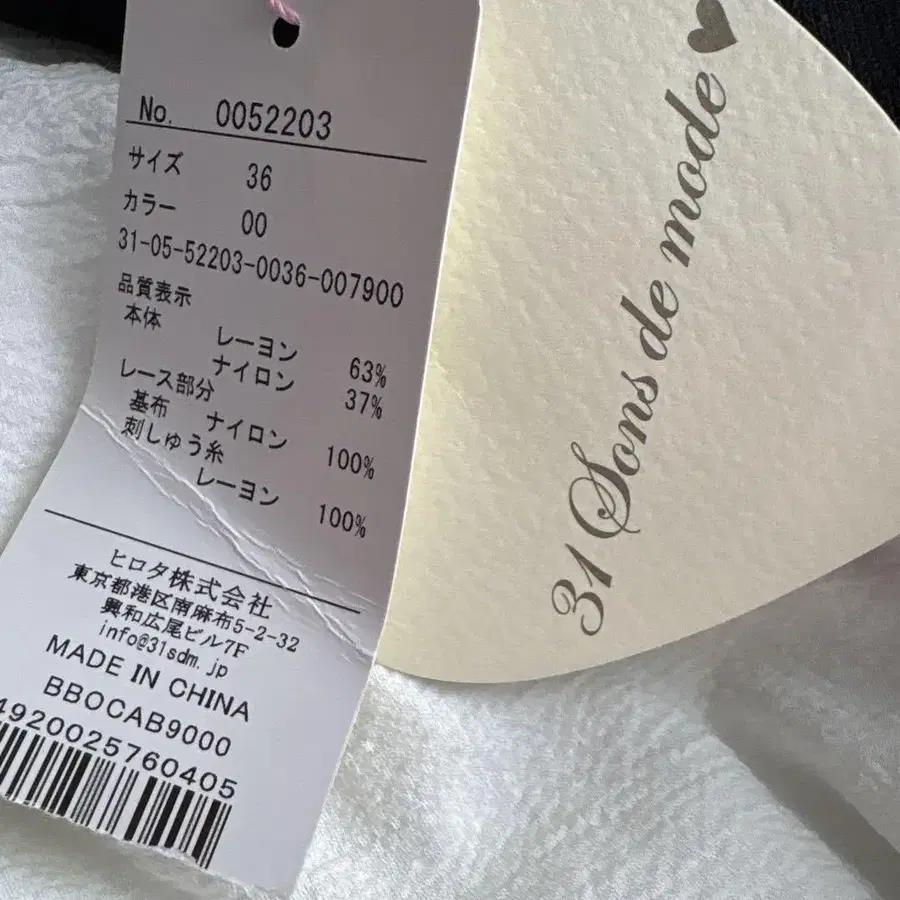 No. 0052203
サイズ 36
カラー 00
31-05-52203-0036-007900
品質表示
本体
レーヨン 63%
ナイロン 37%
レース部分
基布 ナイロン 100%
刺しゅう糸
レーヨン 100%
ヒロタ株式会社
東京都港区南麻布5-2-32
興和広尾ビル7F
info@31sdm.jp
MADE IN CHINA
BBOCAB9000
4920025760405
31 Sons de mode♥